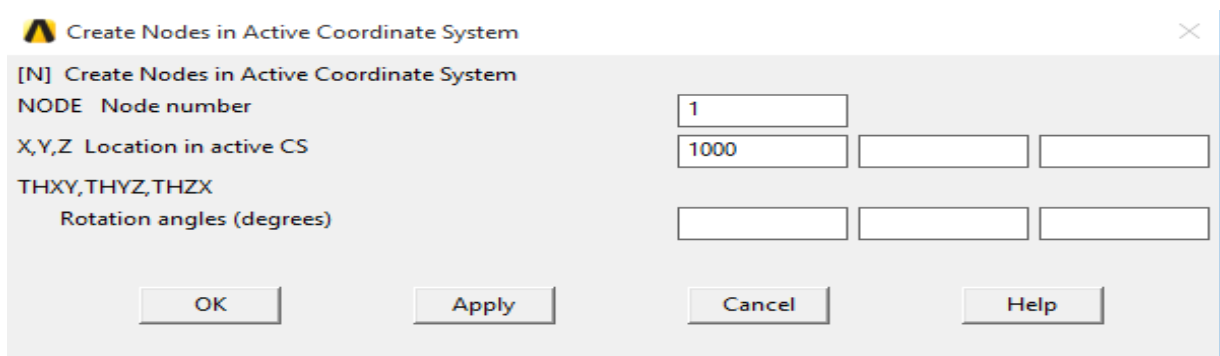 Create Nodes in Active Coordinate System
[N] Create Nodes in Active Coordinate System
NODE Node number 1
X,Y,Z Location in active CS 1000
THXY,THYZ,THZX
Rotation angles (degrees)
OK Apply Cancel Help